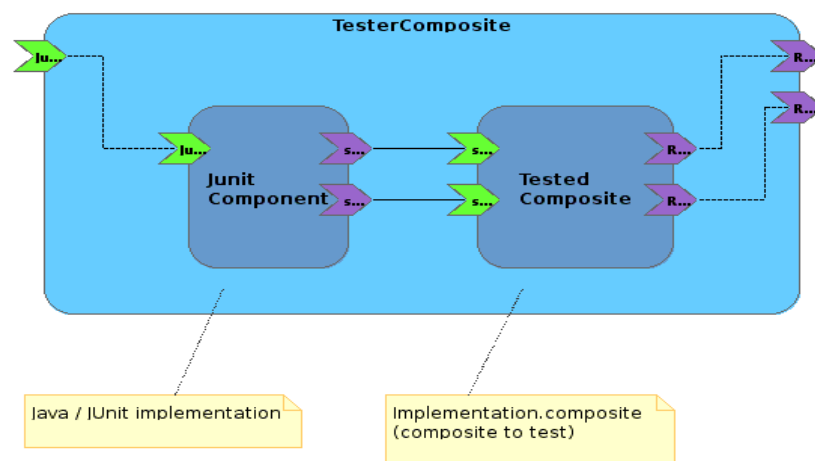 TesterComposite
Ju...
R...
R...
Ju...
s...
s...
R...
Junit
Component
Tested
Composite
s...
s...
R...
Java / JUnit implementation
Implementation.composite
(composite to test)